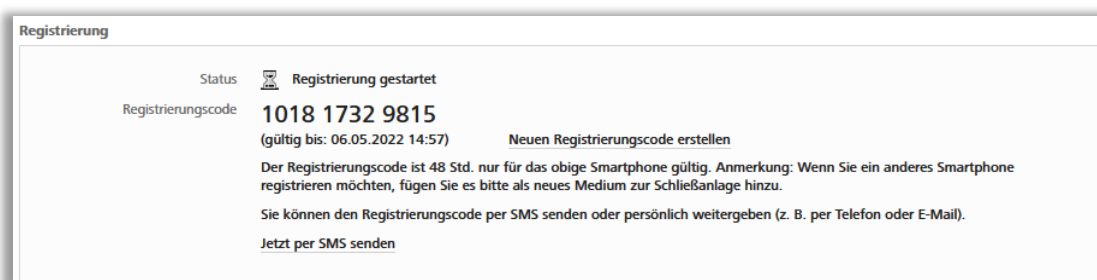 Registrierung
Status Registrierung gestartet
Registrierungscode 1018 1732 9815
(gültig bis: 06.05.2022 14:57) Neuen Registrierungscode erstellen
Der Registrierungscode ist 48 Std. nur für das obige Smartphone gültig. Anmerkung: Wenn Sie ein anderes Smartphone
registrieren möchten, fügen Sie es bitte als neues Medium zur Schließanlage hinzu.
Sie können den Registrierungscode per SMS senden oder persönlich weitergeben (z. B. per Telefon oder E-Mail).
Jetzt per SMS senden